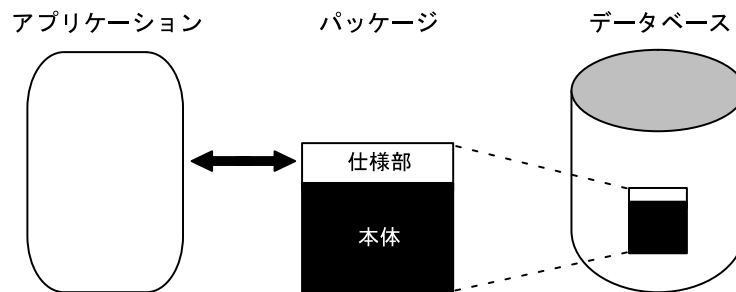 アプリケーション
パッケージ
データベース
仕様部
本体